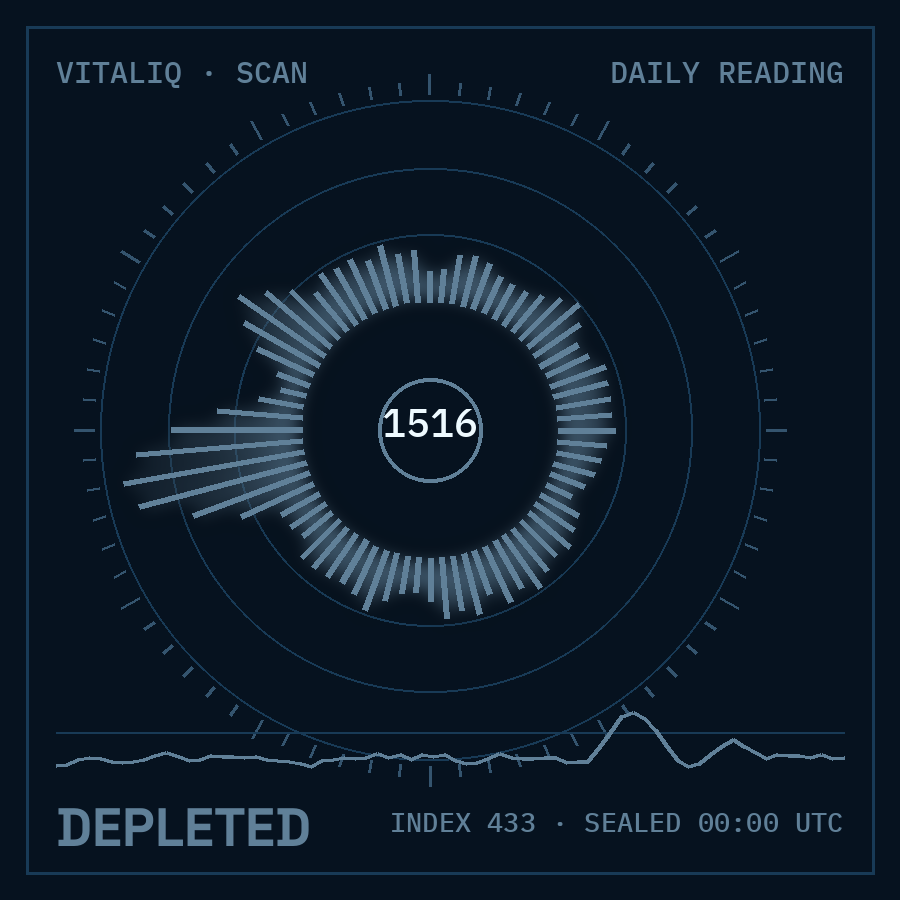 VITALIQ · SCAN
DAILY READING
1516
DEPLETED
INDEX 433 · SEALED 00:00 UTC